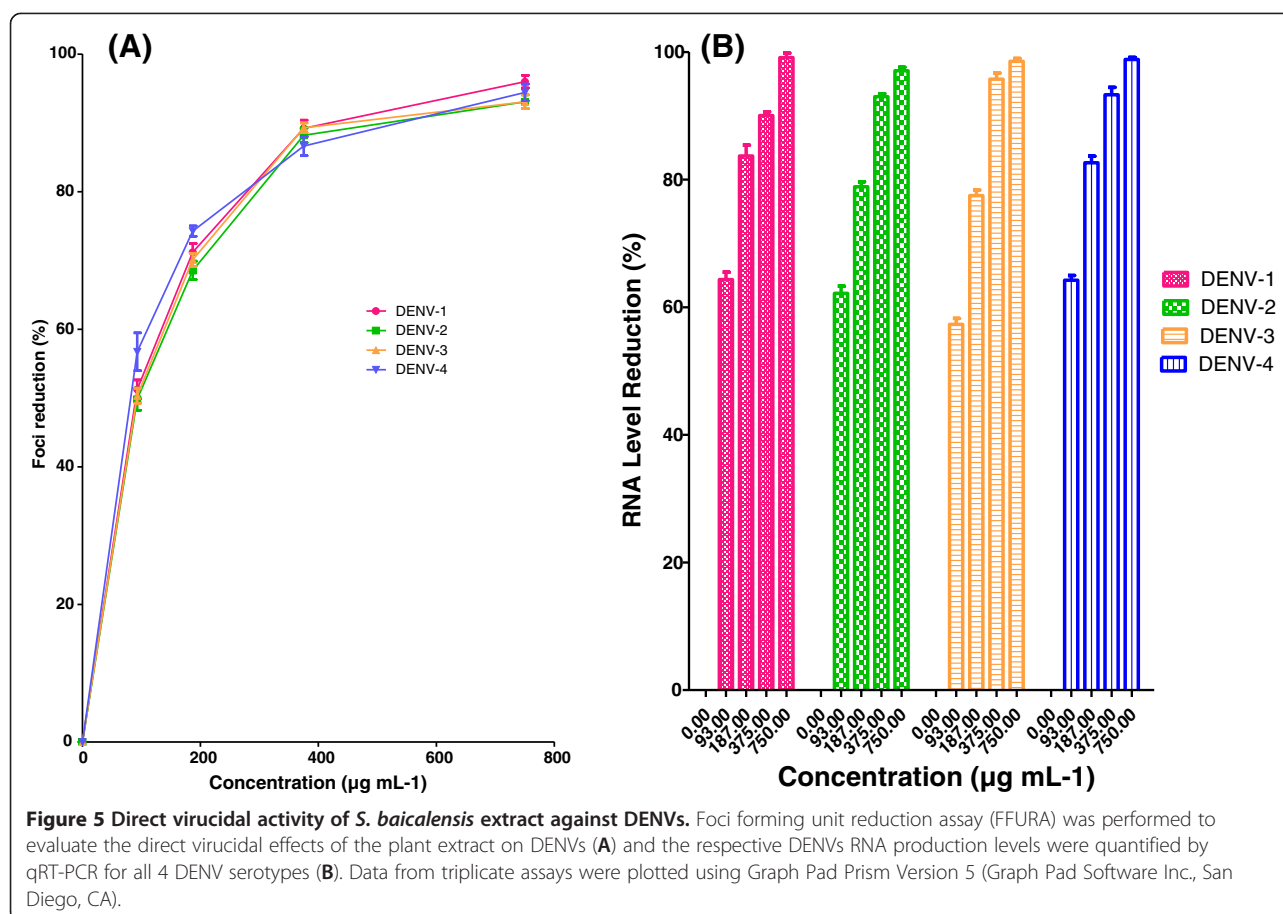 (A)
100
80
60
40
20
0
Foci reduction (%)
0 200 400 600 800
Concentration (µg mL-1)
DENV-1
DENV-2
DENV-3
DENV-4
(B)
100
80
60
40
20
0
RNA Level Reduction (%)
0.00 93.00 187.00 375.00 750.00 0.00 93.00 187.00 375.00 750.00 0.00 93.00 187.00 375.00 750.00 0.00 93.00 187.00 375.00 750.00
Concentration (µg mL-1)
DENV-1
DENV-2
DENV-3
DENV-4
Figure 5 Direct virucidal activity of S. baicalensis extract against DENVs. Foci forming unit reduction assay (FFURA) was performed to
evaluate the direct virucidal effects of the plant extract on DENVs (A) and the respective DENVs RNA production levels were quantified by
qRT-PCR for all 4 DENV serotypes (B). Data from triplicate assays were plotted using Graph Pad Prism Version 5 (Graph Pad Software Inc., San
Diego, CA).